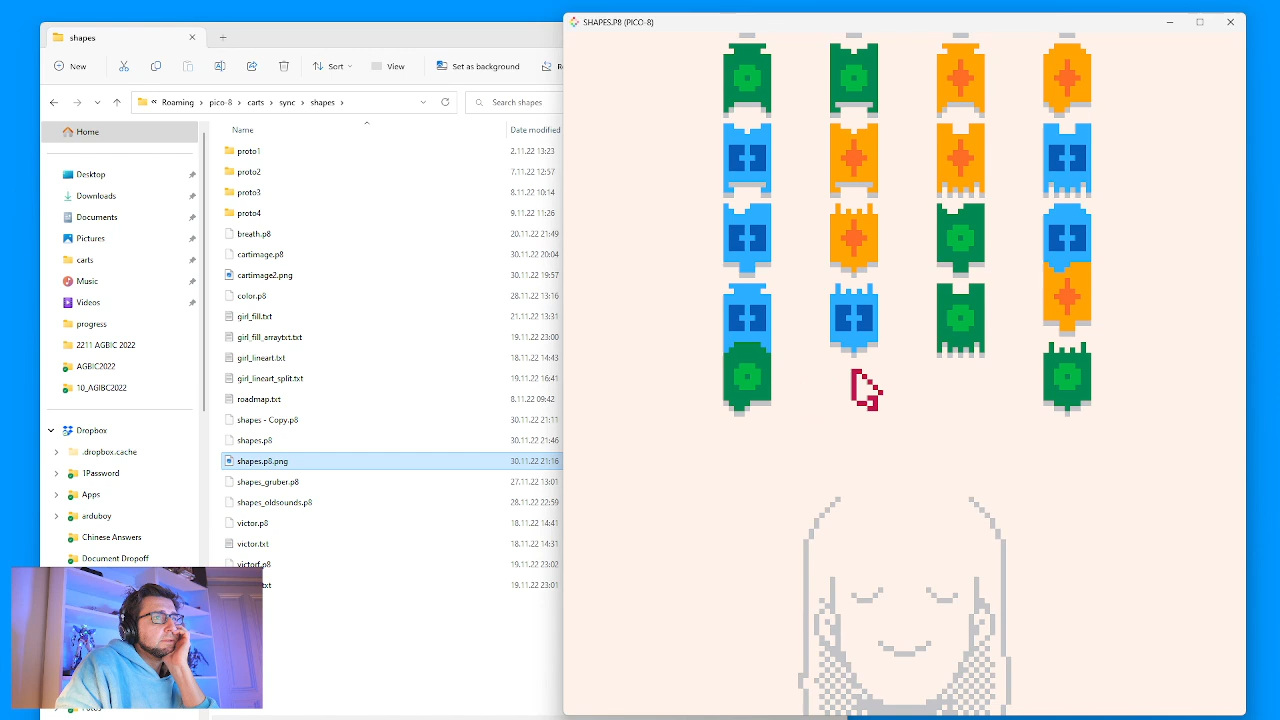 shapes
New
Sort
View
Set as background
Roaming
pico-8
carts
sync
shapes
Search shapes
Name
Date modified
Home
Desktop
Downloads
Documents
Pictures
carts
Music
Videos
progress
2211 AGBIC 2022
AGBIC2022
10_AGBIC2022
Dropbox
.dropbox.cache
1Password
Apps
arduboy
Chinese Answers
Document Dropoff
proto1 2.11.22 13:23
proto2 7.11.22 12:57
proto3 8.11.22 10:14
proto4 9.11.22 11:26
breath.p8 20.11.22 21:49
cartimage.p8 30.11.22 20:04
30.11.22 19:57
color.p8 28.11.22 13:16
21.11.22 13:31
19.11.22 23:00
girl_lineart.txt 18.11.22 14:43
girl_lineart_split.txt 19.11.22 16:41
roadmap.txt 8.11.22 09:42
shapes - Copy.p8 30.11.22 21:11
shapes.p8 30.11.22 21:46
shapes.p8.png 30.11.22 21:16
shapes_gruber.p8 27.11.22 13:01
shapes_oldsounds.p8 28.11.22 22:59
victor.p8 18.11.22 14:41
victor.txt 18.11.22 14:31
19.11.22 23:02
19.11.22 23:01
SHAPES.P8 (PICO-8)